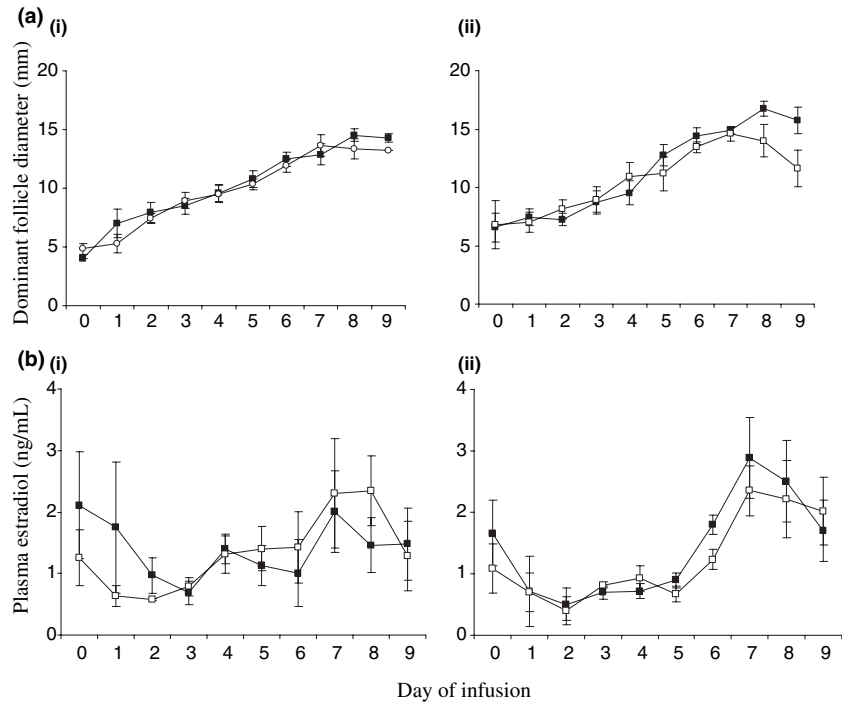 (a) (i) (ii)
Dominant follicle diameter (mm)
20 20
15 15
10 10
5 5
0 0
0 1 2 3 4 5 6 7 8 9 0 1 2 3 4 5 6 7 8 9
(b) (i) (ii)
Plasma estradiol (ng/mL)
4 4
3 3
2 2
1 1
0 0
0 1 2 3 4 5 6 7 8 9 0 1 2 3 4 5 6 7 8 9
Day of infusion